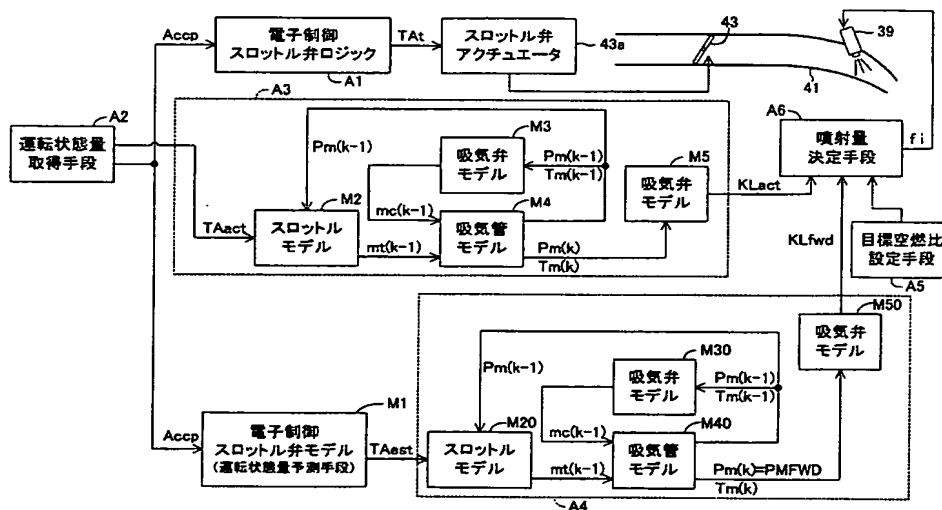 Accp
電子制御
スロットル弁ロジック
A1
TAt
スロットル弁
アクチュエータ
43a
43
41
39
A2
運転状態量
取得手段
A3
Pm(k-1)
M3
吸気弁
モデル
Pm(k-1)
Tm(k-1)
M5
吸気弁
モデル
KLact
A6
噴射量
決定手段
fi
TAact
M2
スロットル
モデル
mc(k-1)
mt(k-1)
M4
吸気管
モデル
Pm(k)
Tm(k)
KLfwd
目標空燃比
設定手段
A5
M50
吸気弁
モデル
Pm(k-1)
M30
吸気弁
モデル
Pm(k-1)
Tm(k-1)
Accp
M1
電子制御
スロットル弁モデル
(運転状態量予測手段)
TAest
M20
スロットル
モデル
mc(k-1)
mt(k-1)
M40
吸気管
モデル
Pm(k)=PMFWD
Tm(k)
A4